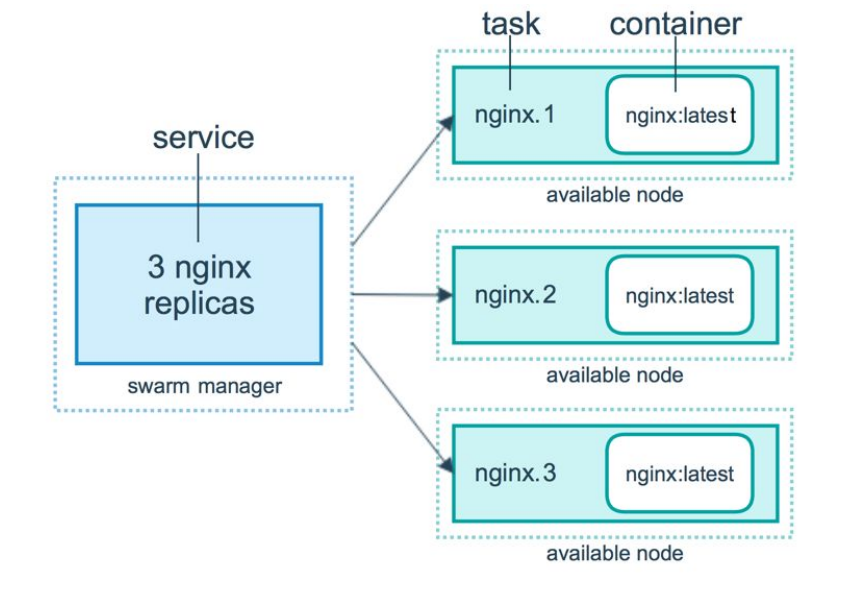 task
container
nginx.1
nginx:latest
available node
service
3 nginx
replicas
swarm manager
nginx.2
nginx:latest
available node
nginx.3
nginx:latest
available node